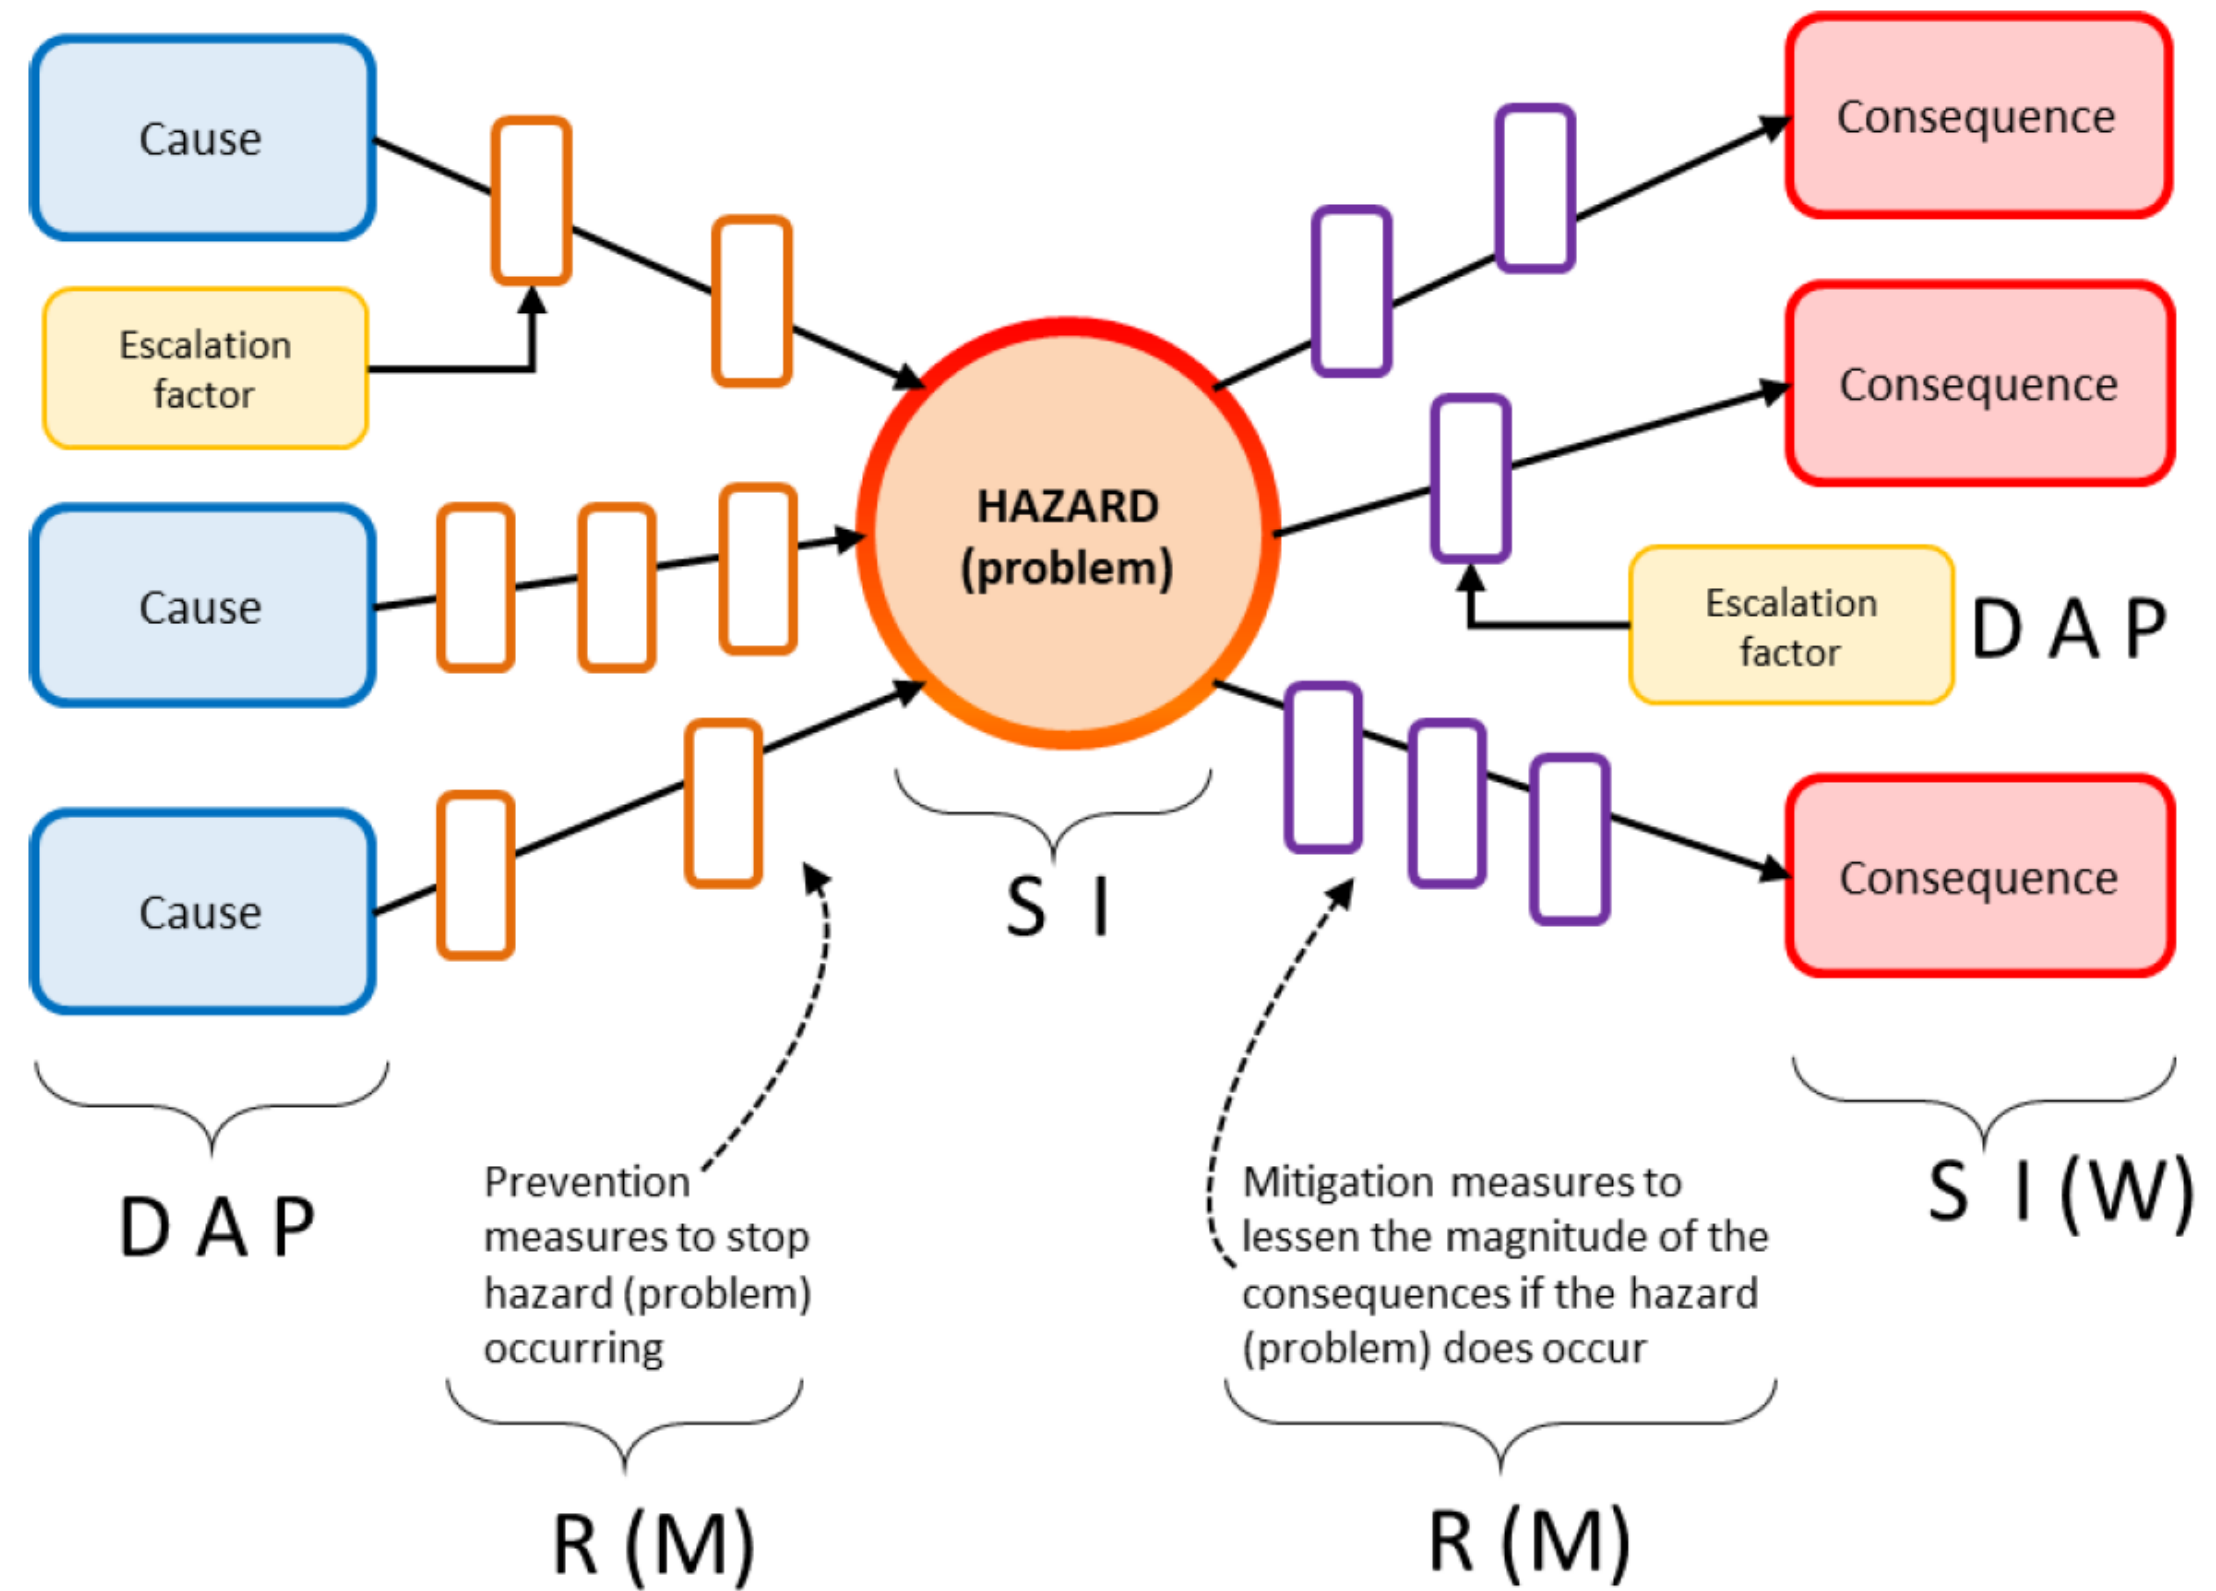 Cause
Consequence
Escalation
factor
Consequence
HAZARD
(problem)
Cause
Escalation
factor
D A P
Cause
S I
Consequence
D A P
Prevention
measures to stop
hazard (problem)
occurring
Mitigation measures to
lessen the magnitude of the
consequences if the hazard
(problem) does occur
S I (W)
R (M)
R (M)